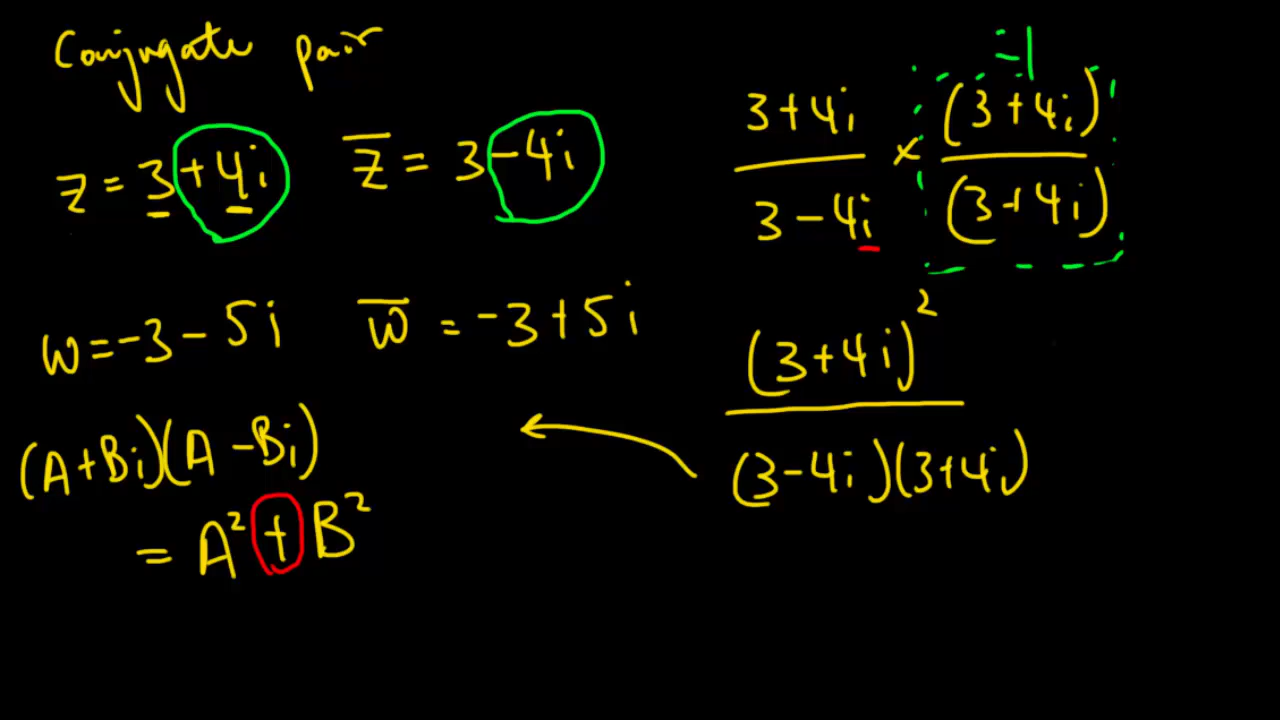 Conjugate pair
z = 3 + 4i   z̅ = 3 - 4i
w = -3 - 5i   w̅ = -3 + 5i
(A + Bi)(A - Bi)
= A² + B²
=1
3 + 4i / 3 - 4i × (3 + 4i) / (3 + 4i)
(3 + 4i)² / (3 - 4i)(3 + 4i)